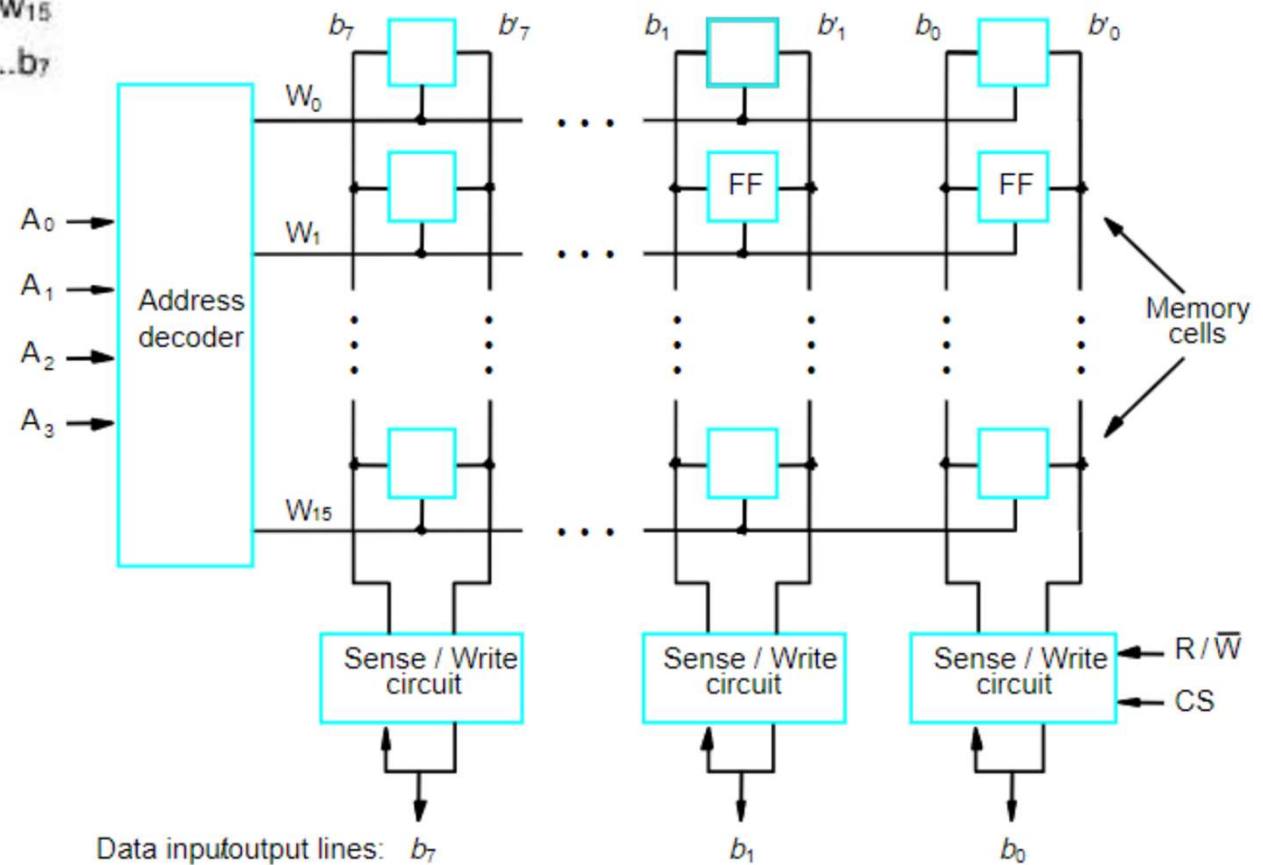 W15
...b7
b7 b'7 b1 b'1 b0 b'0
W0
FF FF
A0
W1
A1
Address
decoder
Memory
cells
A2
A3
W15
Sense / Write
circuit
Sense / Write
circuit
Sense / Write
circuit
R / W̅
CS
Data input/output lines: b7 b1 b0